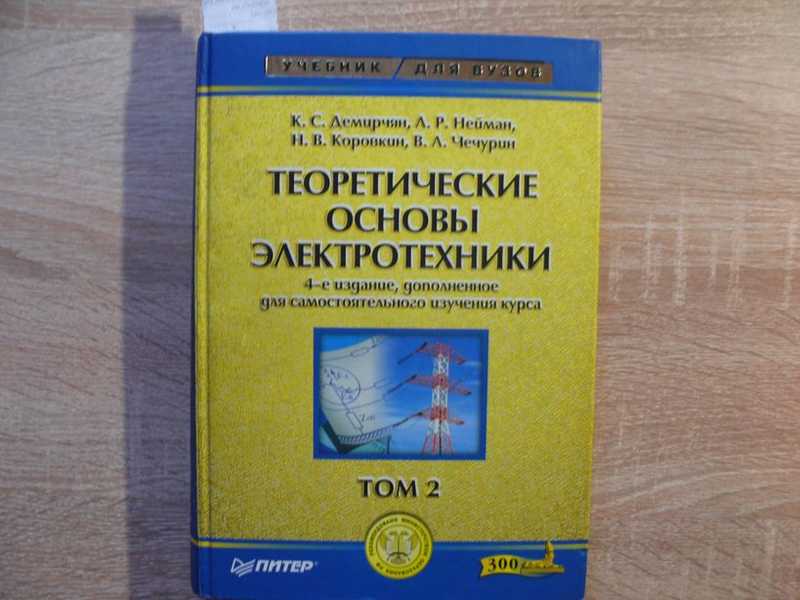 УЧЕБНИК / ДЛЯ ВУЗОВ
К. С. Демирчян, Л. Р. Нейман,
Н. В. Коровкин, В. Л. Чечурин
ТЕОРЕТИЧЕСКИЕ
ОСНОВЫ
ЭЛЕКТРОТЕХНИКИ
4-е издание, дополненное
для самостоятельного изучения курса
ТОМ 2
ПИТЕР
300